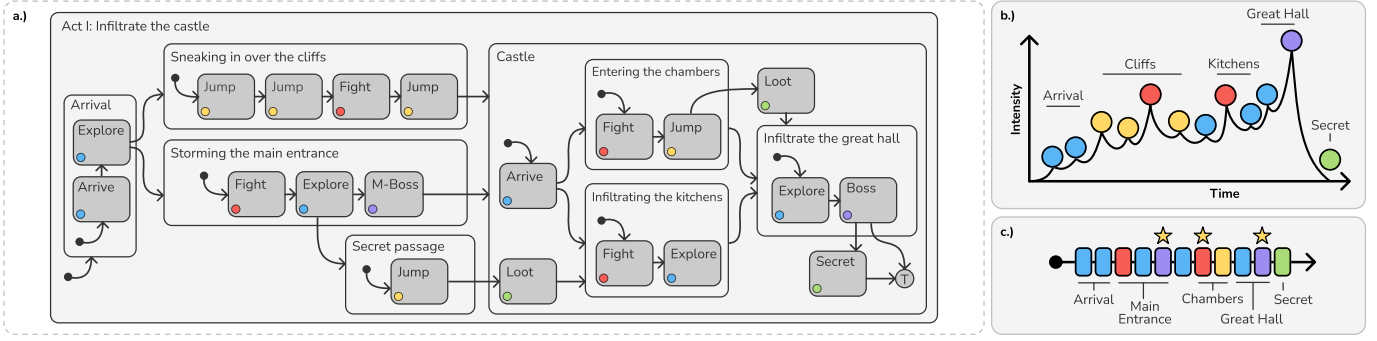 a.)
Act I: Infiltrate the castle
Arrival
Explore
Arrive
Sneaking in over the cliffs
Jump
Jump
Fight
Jump
Storming the main entrance
Fight
Explore
M-Boss
Secret passage
Jump
Castle
Arrive
Loot
Entering the chambers
Fight
Jump
Infiltrating the kitchens
Fight
Explore
Loot
Infiltrate the great hall
Explore
Boss
Secret
T
b.)
Great Hall
Cliffs
Kitchens
Arrival
Secret
Intensity
Time
c.)
Arrival
Main
Entrance
Chambers
Great Hall
Secret